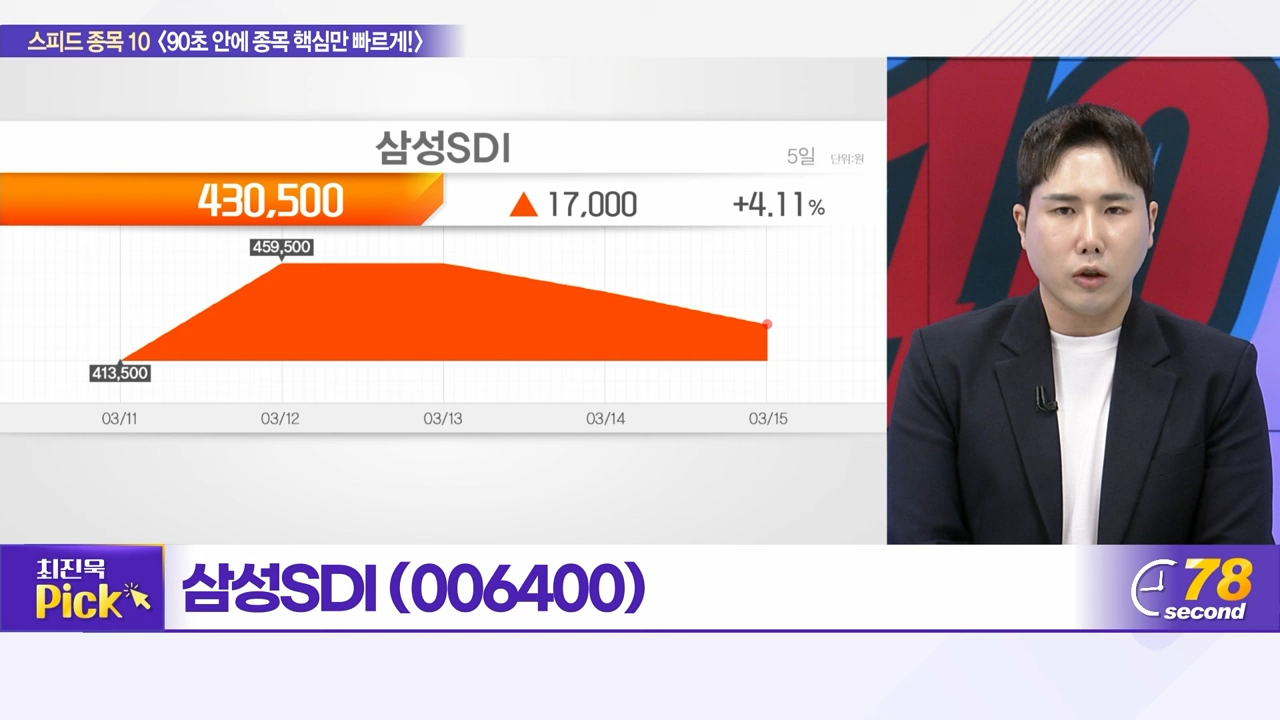 스피드 종목 10 〈90초 안에 종목 핵심만 빠르게!〉
삼성SDI
5일 단위:원
430,500 ▲ 17,000 +4.11%
459,500
413,500
03/11 03/12 03/13 03/14 03/15
10
최진욱
Pick
삼성SDI (006400)
78
second